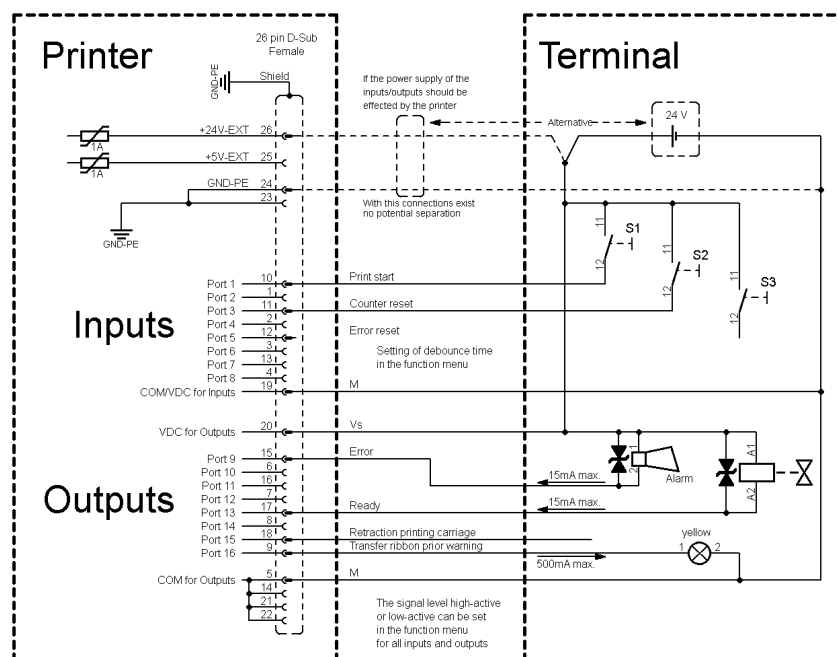 Printer
26 pin D-Sub
Female
Terminal
GND-PE
Shield
If the power supply of the
inputs/outputs should be
effected by the printer
Alternative
24 V
+24V-EXT 26
1A
+5V-EXT 25
1A
GND-PE 24
23
GND-PE
With this connections exist
no potential separation
11
S1
12
11
S2
12
11
S3
12
Inputs
Port 1 10 Print start
Port 2 1
Port 3 11 Counter reset
Port 4 2
Port 5 12 Error reset
Port 6 3
Port 7 13
Port 8 4
COM/VDC for Inputs 19 M
Setting of debounce time
in the function menu
VDC for Outputs 20 Vs
Outputs
Port 9 15 Error
Port 10 6
Port 11 16
Port 12 7
Port 13 17 Ready
Port 14 8
Port 15 18 Retraction printing carriage
Port 16 9 Transfer ribbon prior warning
COM for Outputs 5 M
14
21
22
15mA max.
15mA max.
500mA max.
1
2
Alarm
A1
A2
yellow
1 2
The signal level high-active
or low-active can be set
in the function menu
for all inputs and outputs